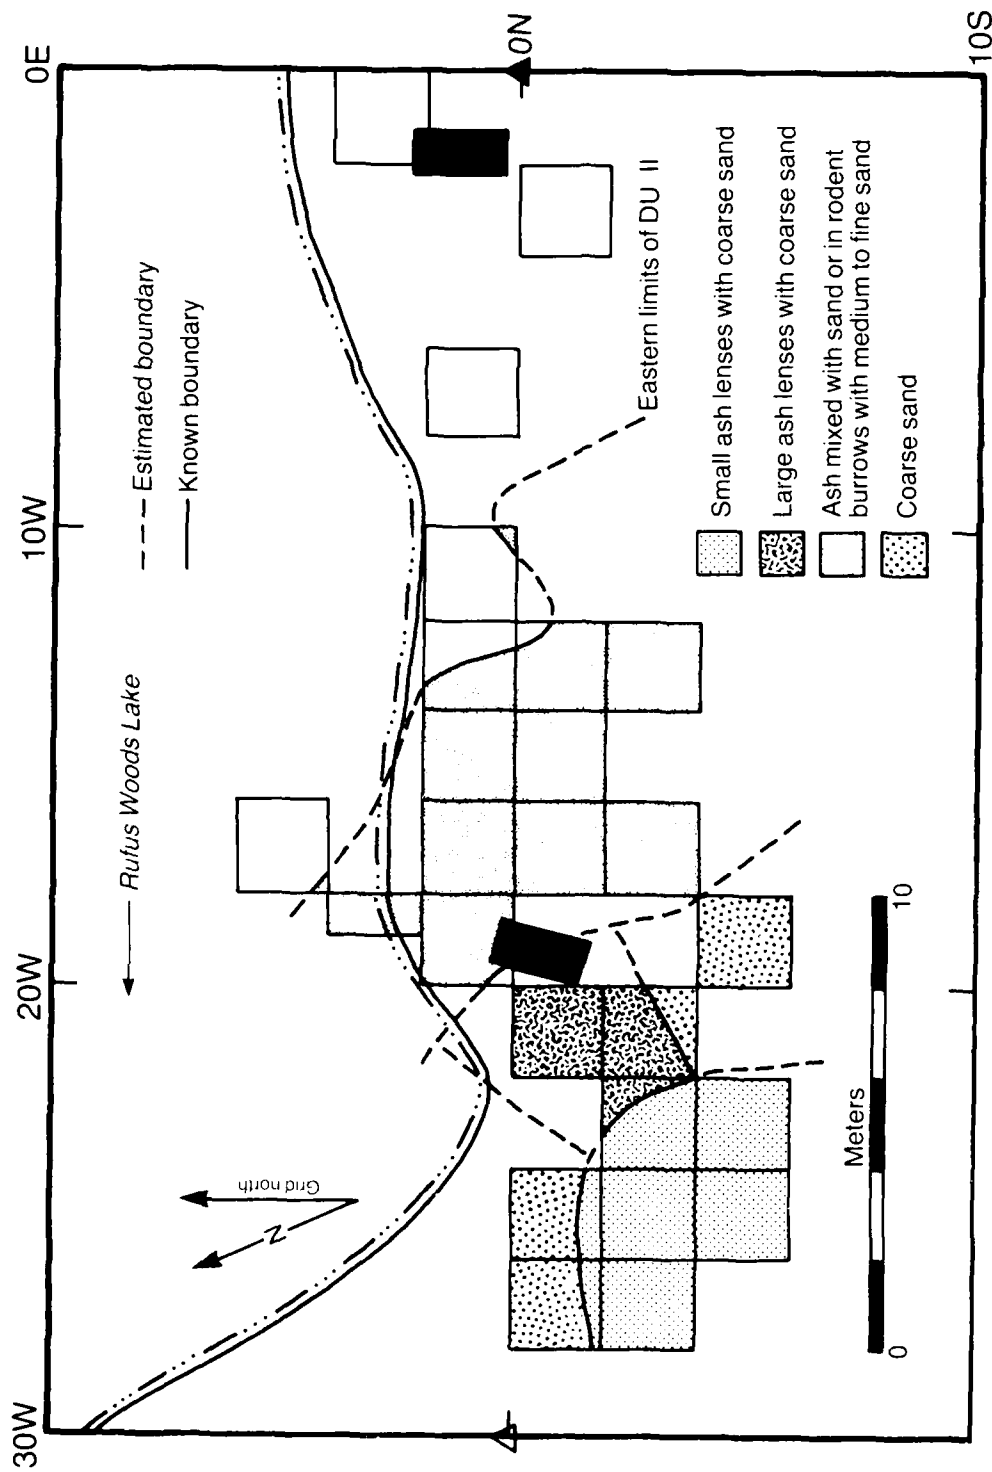 30W
20W
10W
0E
Rufus Woods Lake
Estimated boundary
Known boundary
N
Grid north
0N
Eastern limits of DU II
Small ash lenses with coarse sand
Large ash lenses with coarse sand
Ash mixed with sand or in rodent
burrows with medium to fine sand
Coarse sand
Meters
0
10
10S